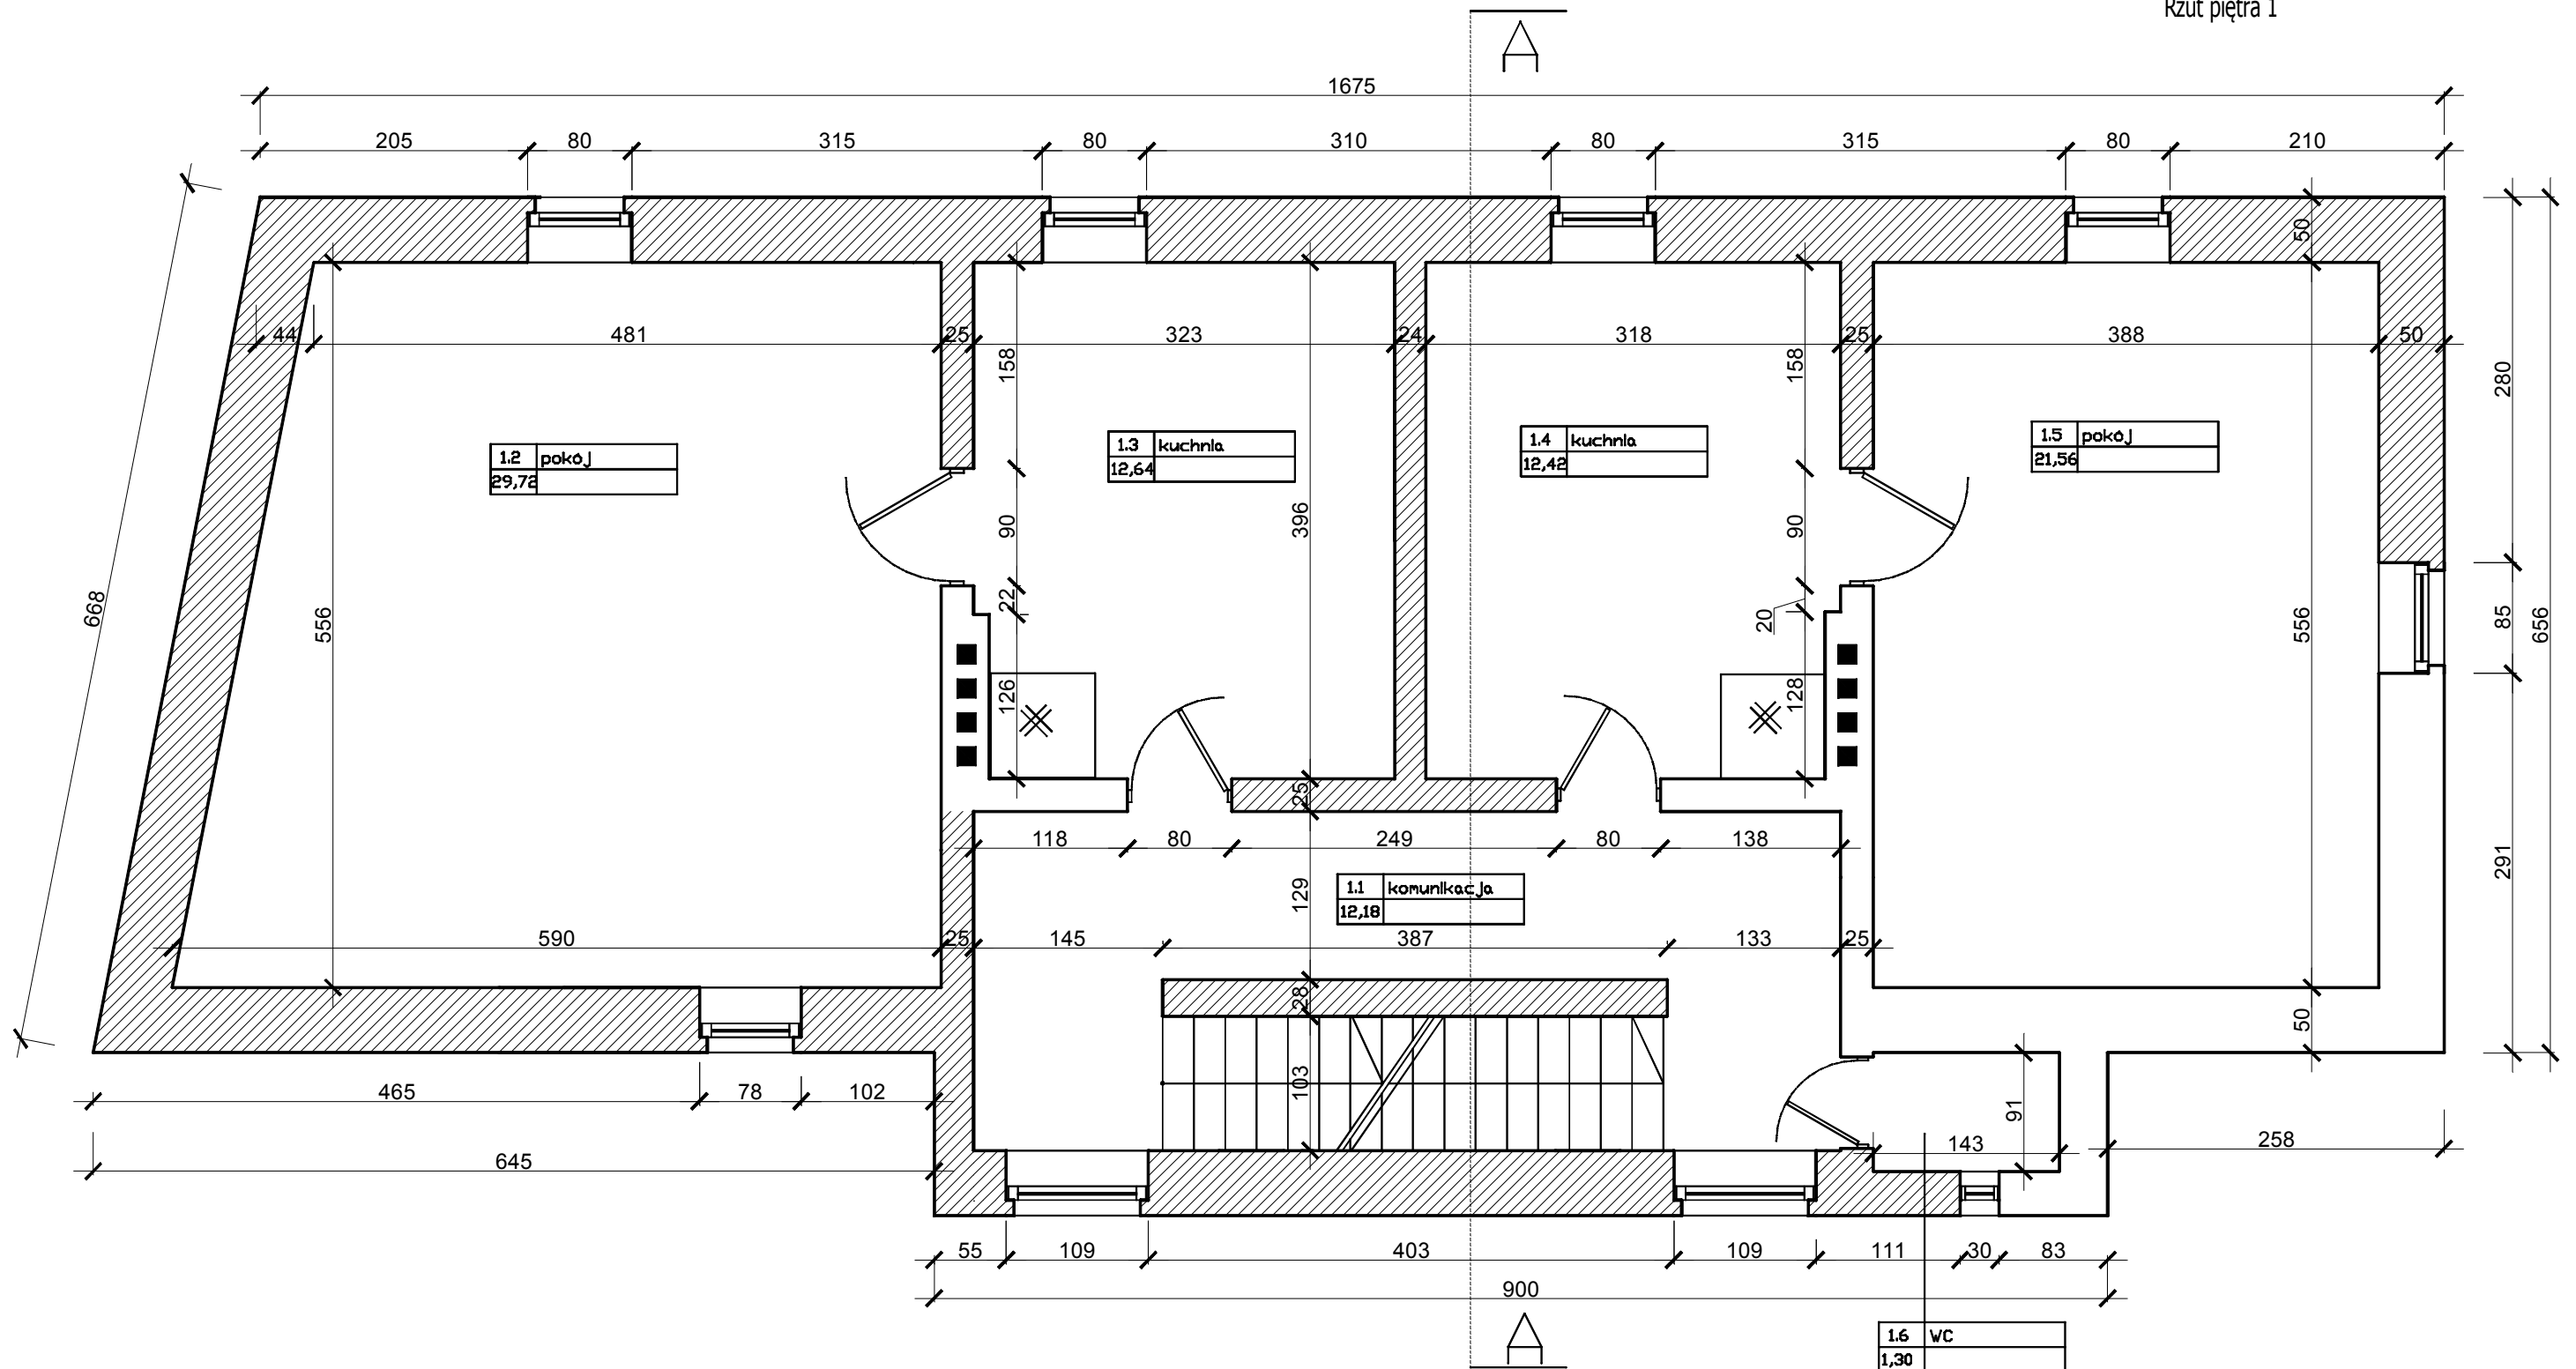 Rzut piętra 1
A
1675
205 80 315 80 310 80 315 80 210
50
44 481 25 323 24 318 25 388 50
158 158
280
1.2 pokój
29,72
1.3 kuchnia
12,64
1.4 kuchnia
12,42
1.5 pokój
21,56
90 396 90
668 556 22 20 556 85 656
126 128
25
118 80 249 80 138
129 291
1.1 komunikacja
12,18
590 25 145 387 133 25
28 50
103 91
465 78 102
143 258
645
55 109 403 109 111 30 83
900
A
1.6 WC
1,30